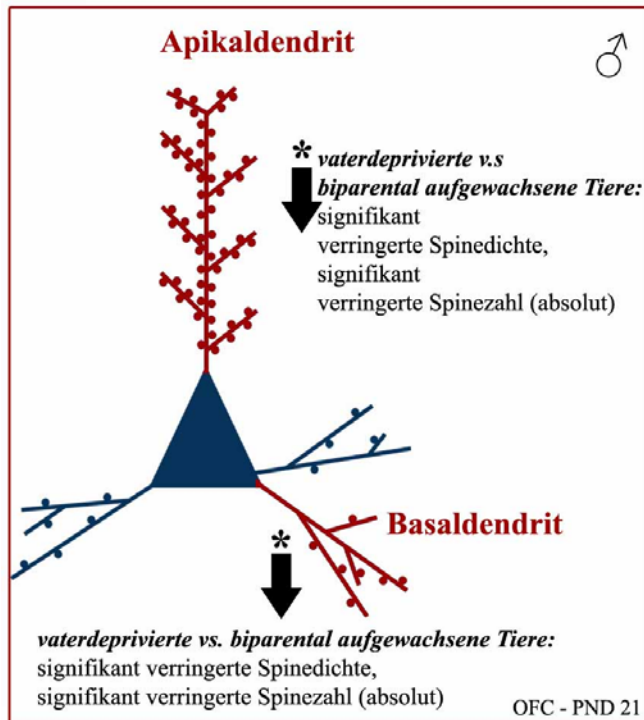 Apikaldendrit
♂
* vaterdeprivierte v.s
biparental aufgewachsene Tiere:
signifikant
verringerte Spinedichte,
signifikant
verringerte Spinezahl (absolut)
Basaldendrit
*
vaterdeprivierte vs. biparental aufgewachsene Tiere:
signifikant verringerte Spinedichte,
signifikant verringerte Spinezahl (absolut)
OFC - PND 21